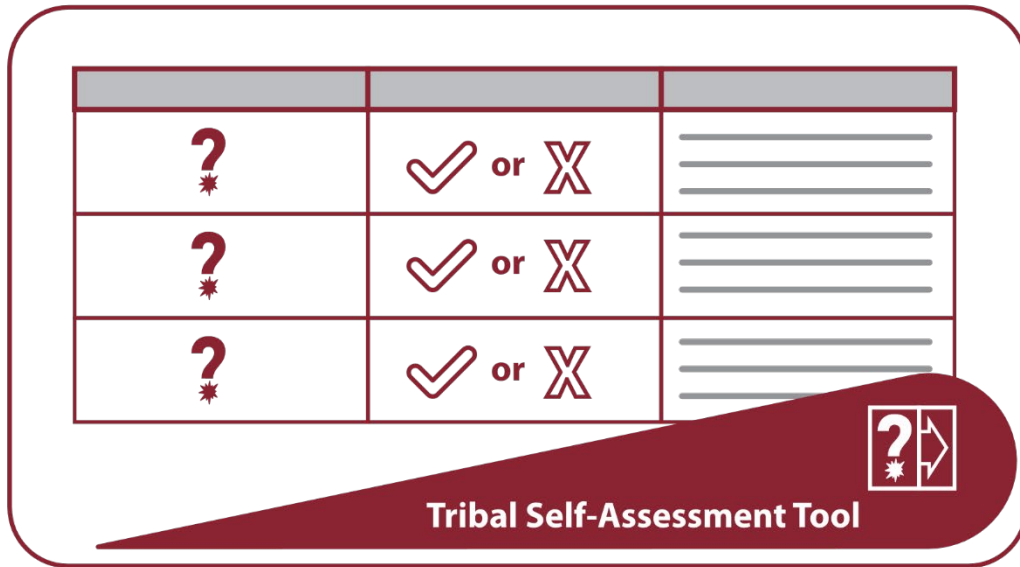 ? ✓ or X
? ✓ or X
? ✓ or X
?
Tribal Self-Assessment Tool